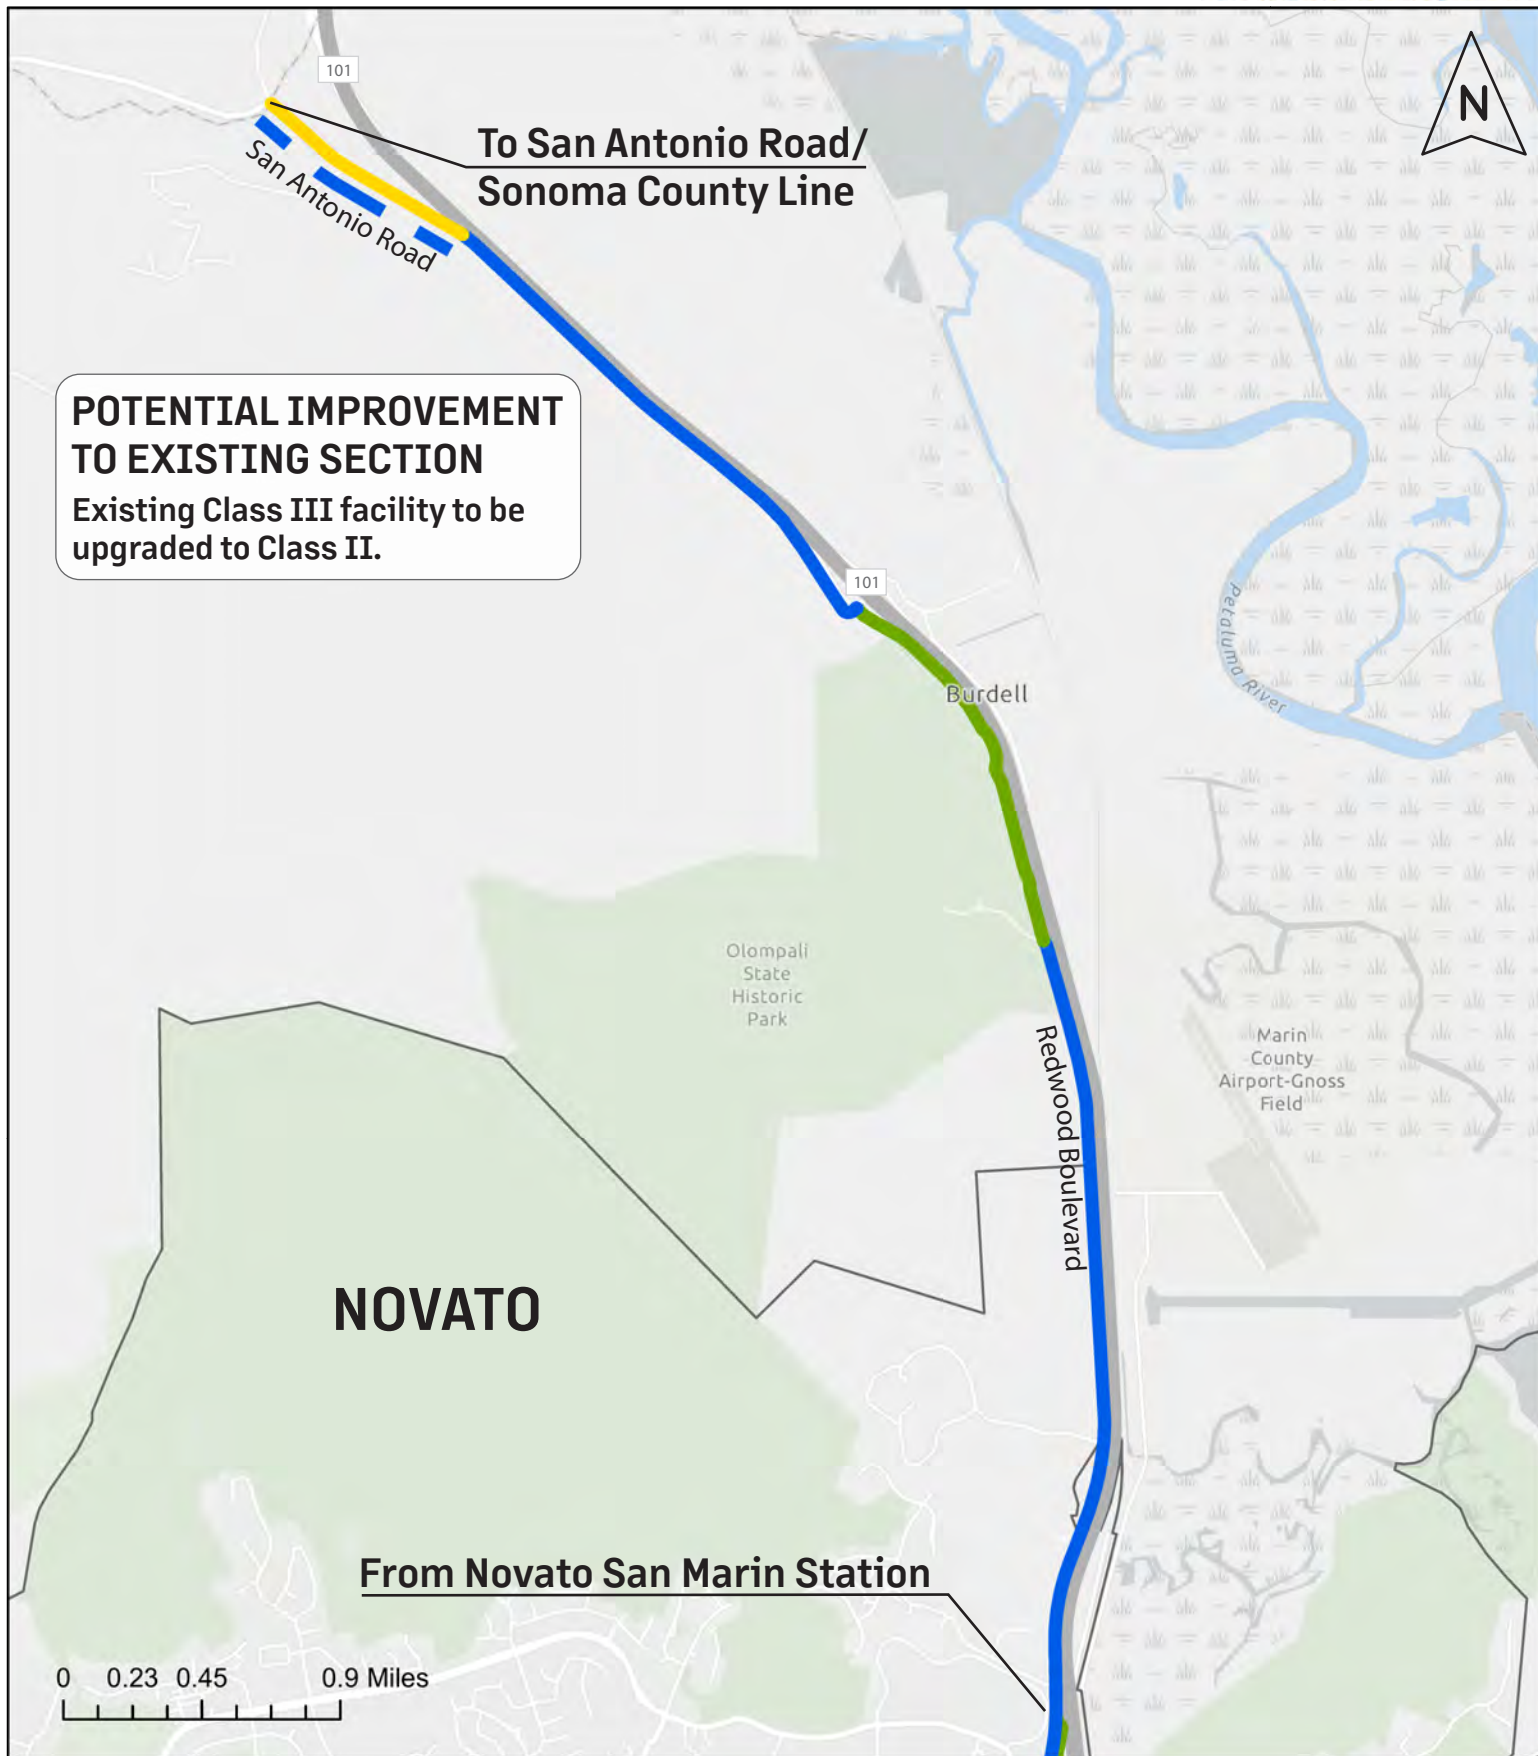 101
N
To San Antonio Road/
Sonoma County Line
San Antonio Road
POTENTIAL IMPROVEMENT
TO EXISTING SECTION
Existing Class III facility to be
upgraded to Class II.
101
Petaluma River
Burdell
Olompali
State
Historic
Park
Redwood Boulevard
Marin
County
Airport-Gnoss
Field
NOVATO
From Novato San Marin Station
0 0.23 0.45 0.9 Miles